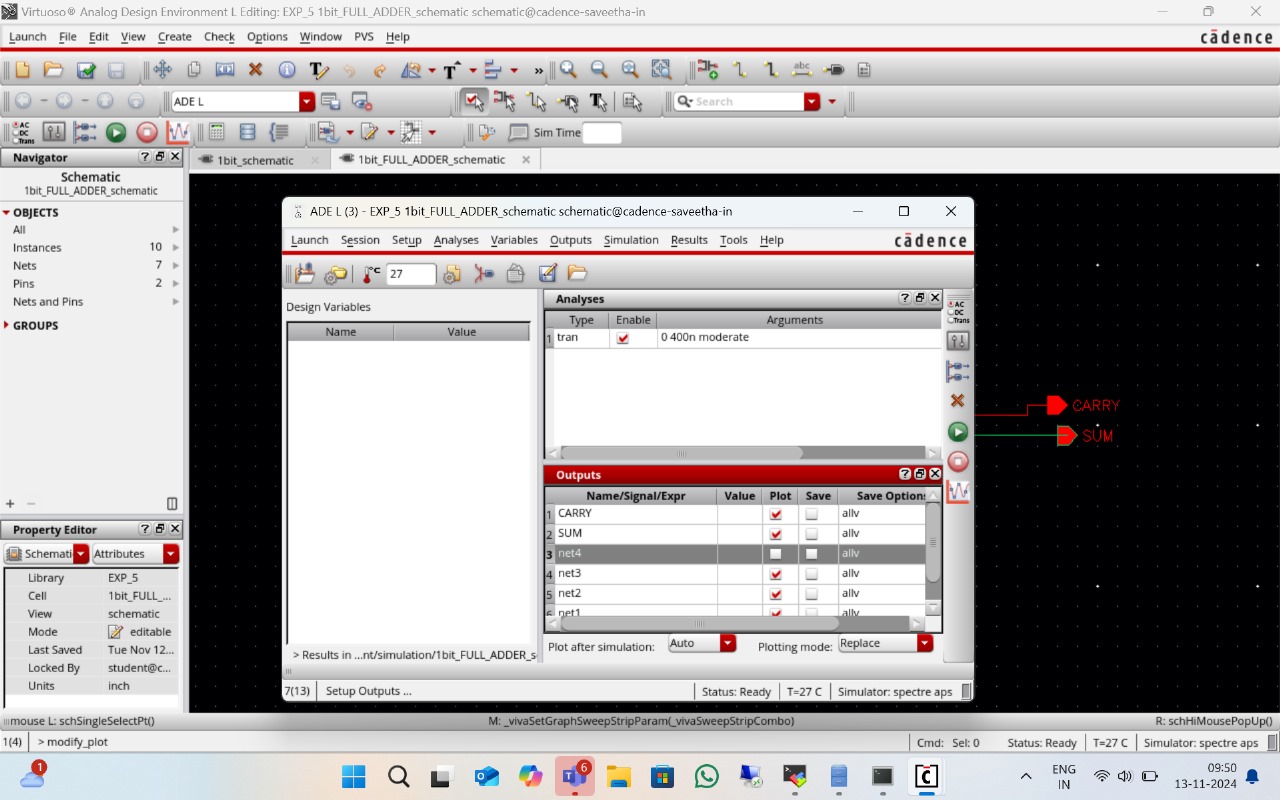 Virtuoso® Analog Design Environment L Editing: EXP_5 1bit_FULL_ADDER_schematic schematic@cadence-saveetha-in
Launch File Edit View Create Check Options Window PVS Help
cādence
ADE L
Search
Sim Time
Navigator
1bit_schematic
1bit_FULL_ADDER_schematic
Schematic
1bit_FULL_ADDER_schematic
OBJECTS
All
Instances 10
Nets 7
Pins 2
Nets and Pins
GROUPS
Property Editor
Schemati Attributes
Library EXP_5
Cell 1bit_FULL_...
View schematic
Mode editable
Last Saved Tue Nov 12...
Locked By student@c...
Units inch
ADE L (3) - EXP_5 1bit_FULL_ADDER_schematic schematic@cadence-saveetha-in
Launch Session Setup Analyses Variables Outputs Simulation Results Tools Help
cādence
°C 27
Design Variables
Name Value
Analyses
Type Enable Arguments
1 tran 0 400n moderate
AC
DC
Trans
Outputs
Name/Signal/Expr Value Plot Save Save Option
1 CARRY allv
2 SUM allv
3 net4 allv
4 net3 allv
5 net2 allv
6 net1 allv
Plot after simulation: Auto Plotting mode: Replace
> Results in ...nt/simulation/1bit_FULL_ADDER_s
7(13) Setup Outputs ... Status: Ready T=27 C Simulator: spectre aps
CARRY
SUM
mouse L: schSingleSelectPt() M: _vivaSetGraphSweepStripParam(_vivaSweepStripCombo) R: schHiMousePopUp()
1(4) > modify_plot Cmd: Sel: 0 Status: Ready T=27 C Simulator: spectre aps
1
6
ENG
IN
09:50
13-11-2024